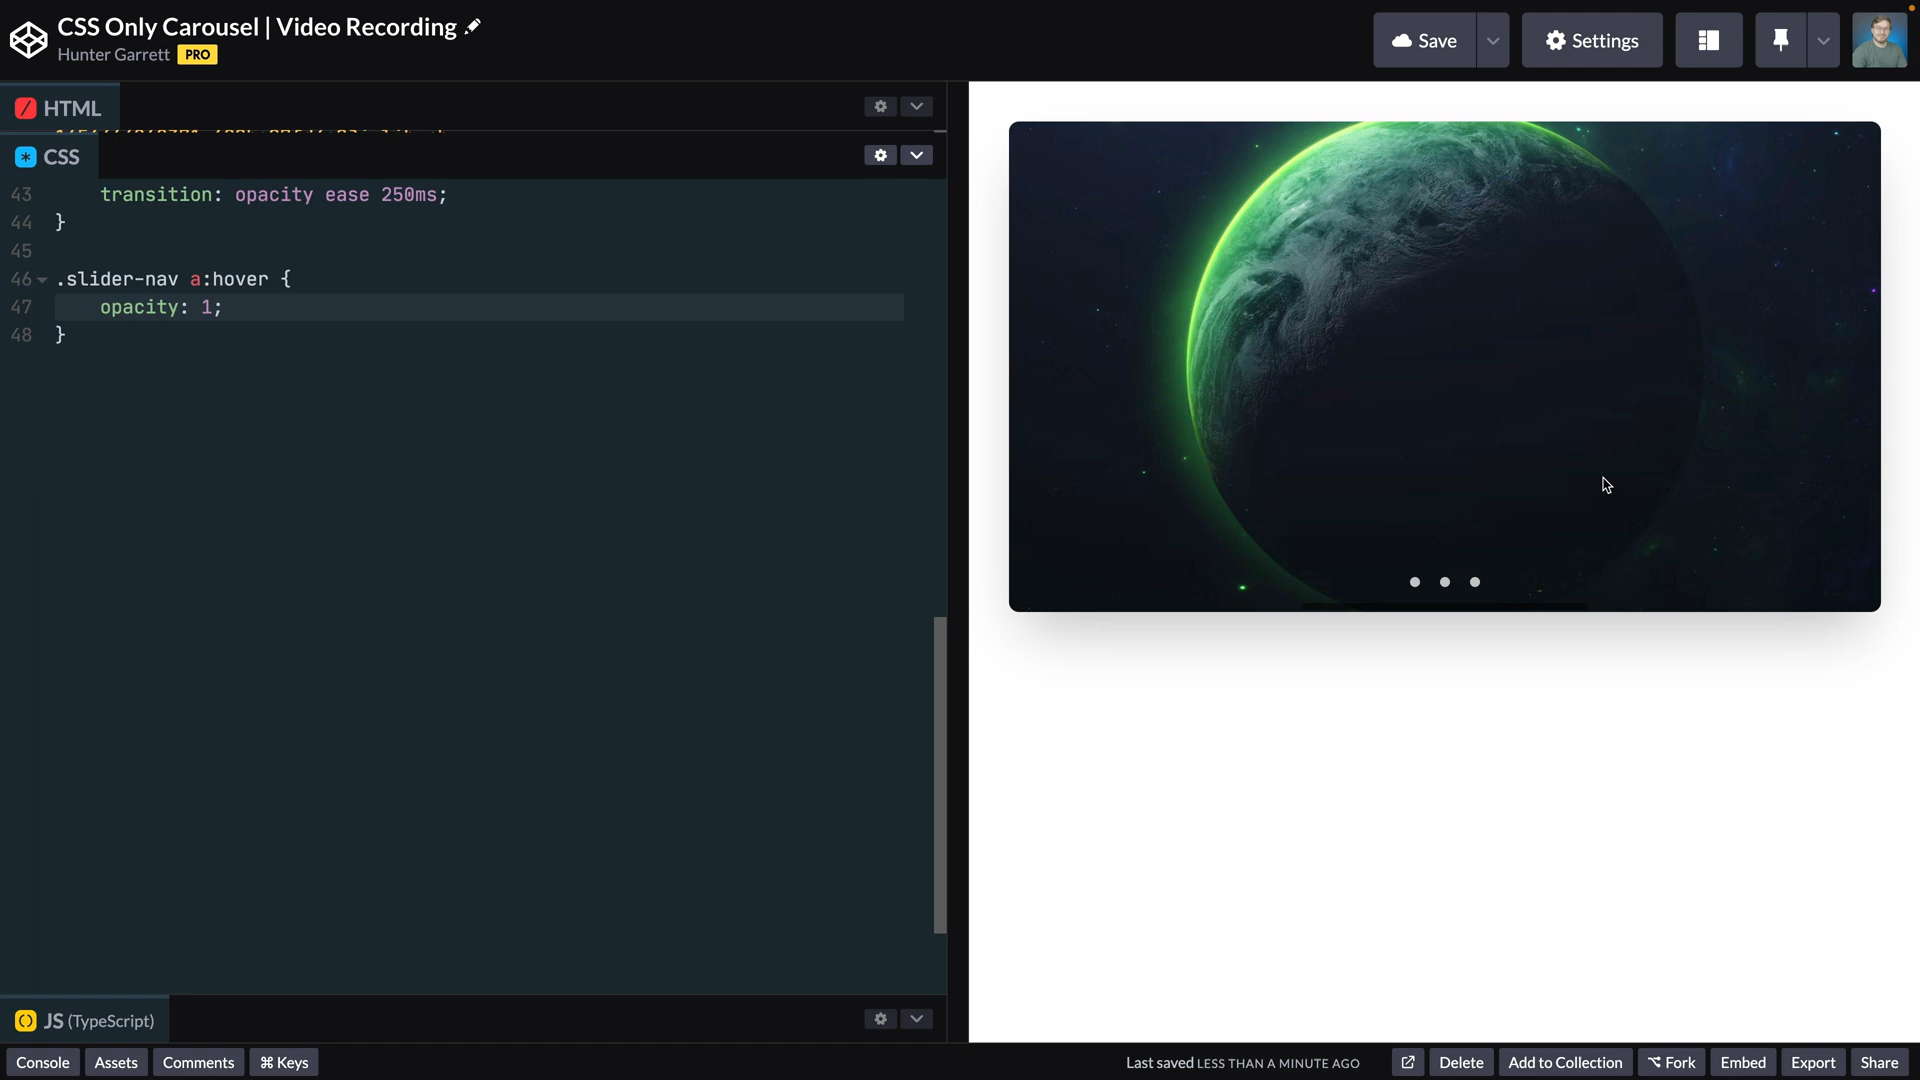 CSS Only Carousel | Video Recording
Hunter Garrett PRO
Save
Settings
HTML
CSS
43 transition: opacity ease 250ms;
44 }
45
46 .slider-nav a:hover {
47 opacity: 1;
48 }
JS (TypeScript)
Console
Assets
Comments
⌘ Keys
Last saved LESS THAN A MINUTE AGO
Delete
Add to Collection
⌥ Fork
Embed
Export
Share